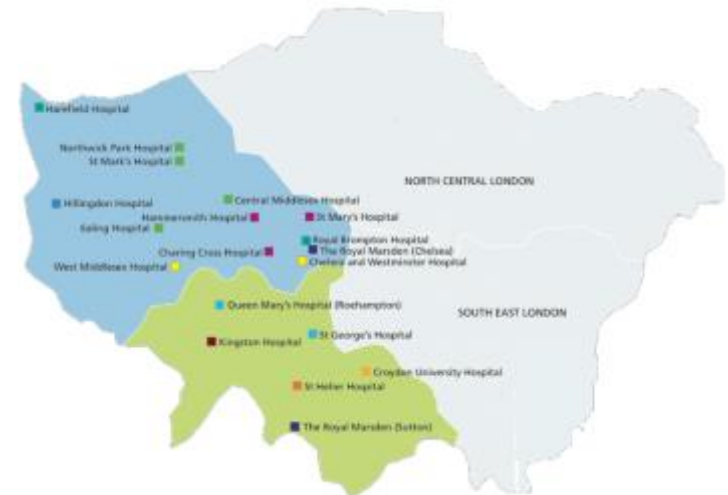 Harefield Hospital
Northwick Park Hospital
St Mark's Hospital
NORTH CENTRAL LONDON
Hillingdon Hospital
Central Middlesex Hospital
Hammersmith Hospital
St Mary's Hospital
Ealing Hospital
Royal Brompton Hospital
Charing Cross Hospital
The Royal Marsden (Chelsea)
West Middlesex Hospital
Chelsea and Westminster Hospital
Queen Mary's Hospital (Roehampton)
SOUTH EAST LONDON
St George's Hospital
Kingston Hospital
Croydon University Hospital
St Helier Hospital
The Royal Marsden (Sutton)